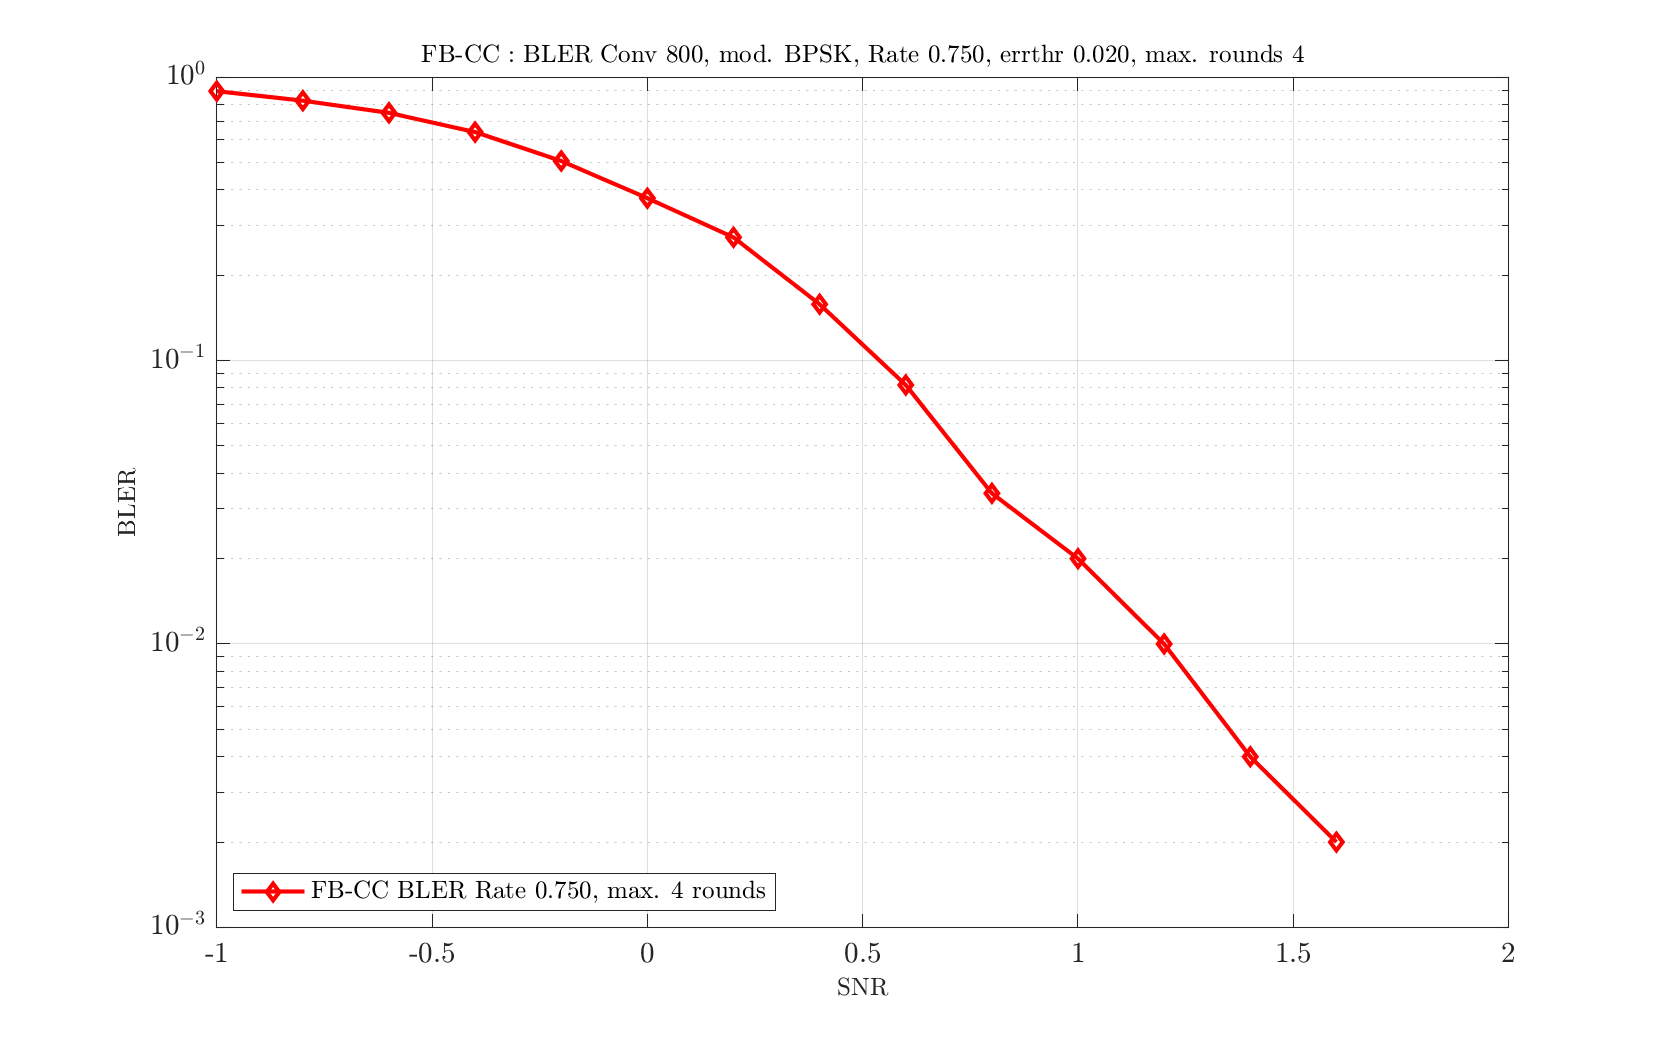 FB-CC : BLER Conv 800, mod. BPSK, Rate 0.750, errthr 0.020, max. rounds 4
10^0
10^-1
10^-2
10^-3
BLER
FB-CC BLER Rate 0.750, max. 4 rounds
-1 -0.5 0 0.5 1 1.5 2
SNR